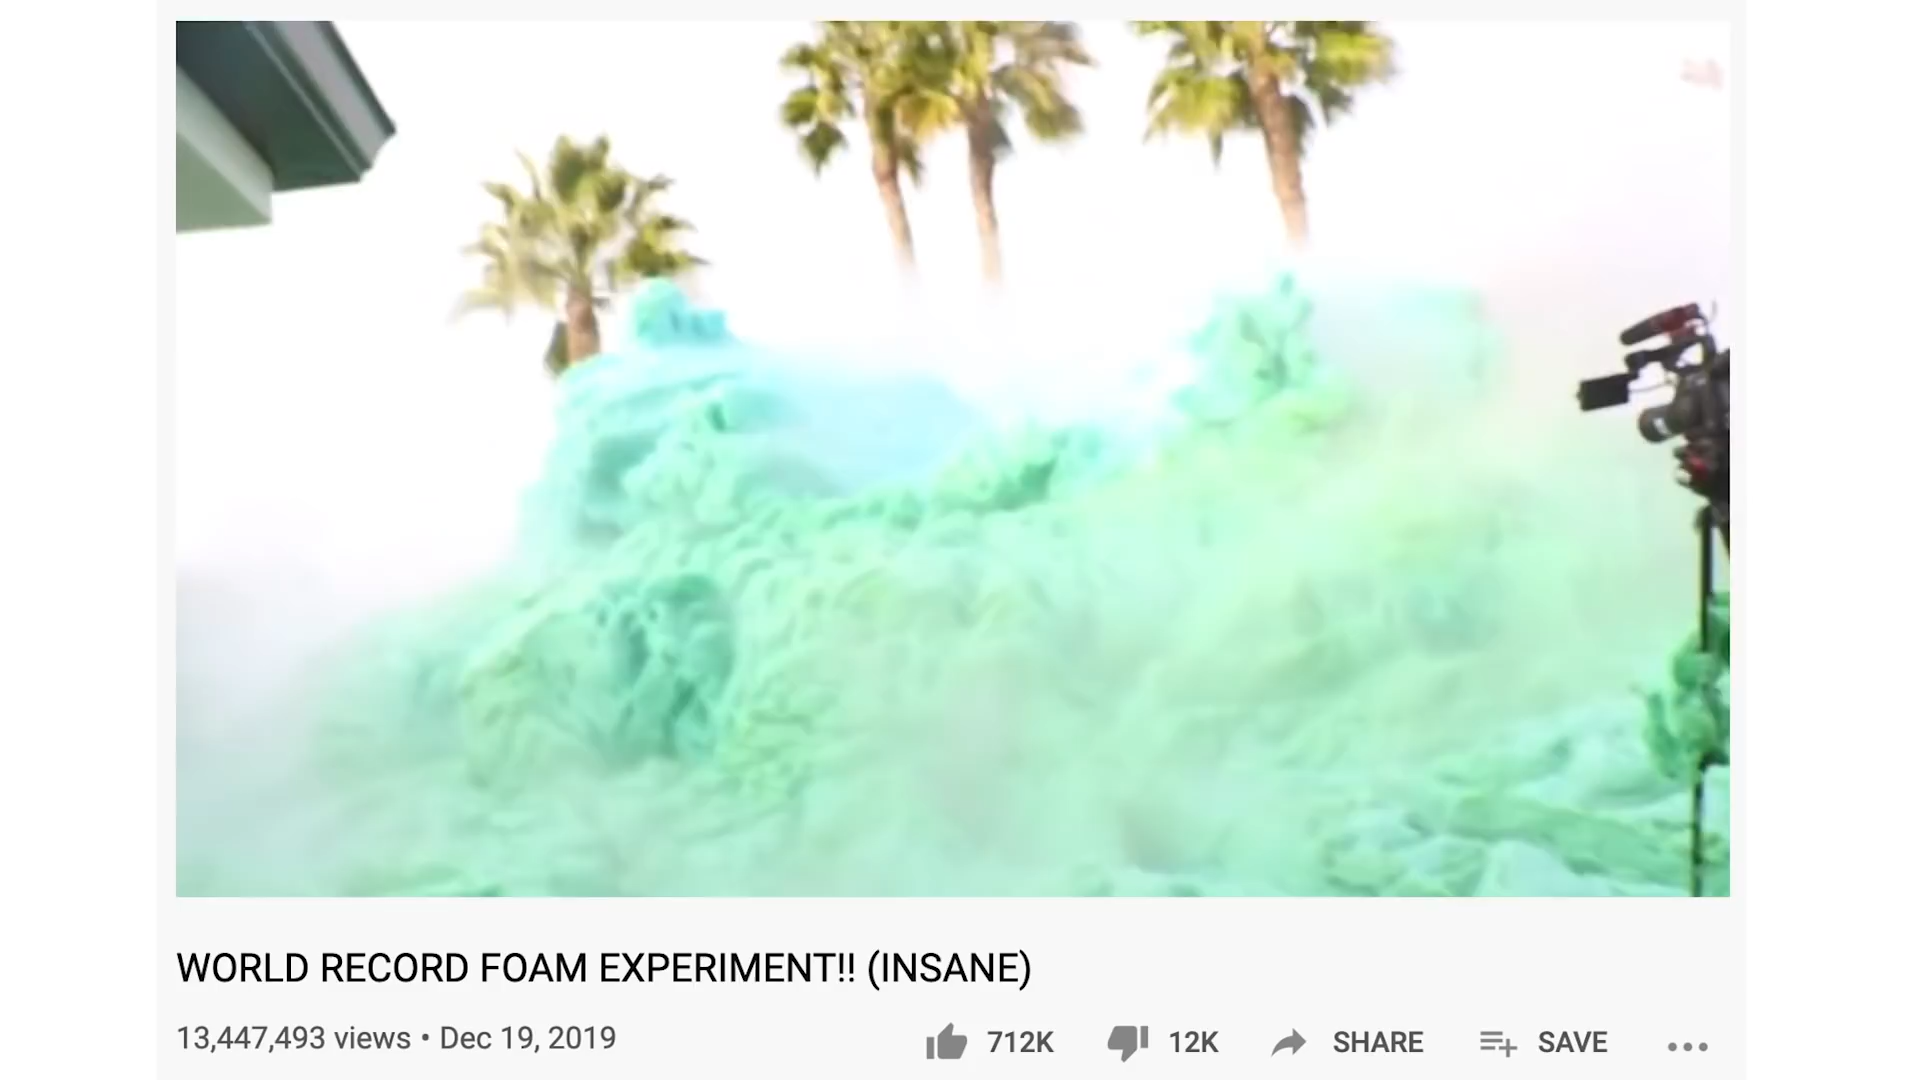 WORLD RECORD FOAM EXPERIMENT!! (INSANE)
13,447,493 views • Dec 19, 2019 712K 12K SHARE SAVE